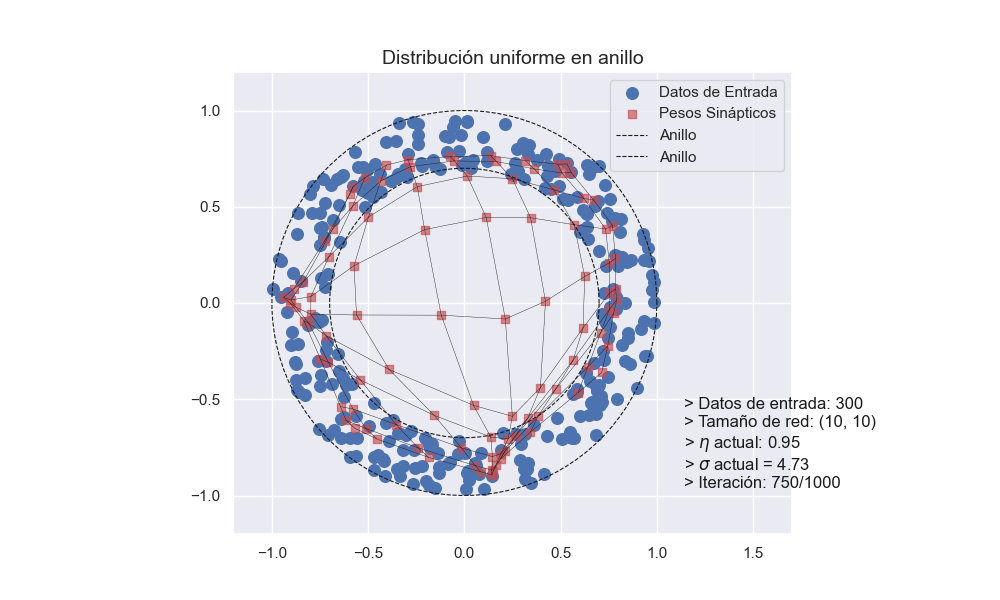 Distribución uniforme en anillo
Datos de Entrada
Pesos Sinápticos
Anillo
Anillo
1.0
0.5
0.0
−0.5
−1.0
> Datos de entrada: 300
> Tamaño de red: (10, 10)
> η actual: 0.95
> σ actual = 4.73
> Iteración: 750/1000
−1.0 −0.5 0.0 0.5 1.0 1.5